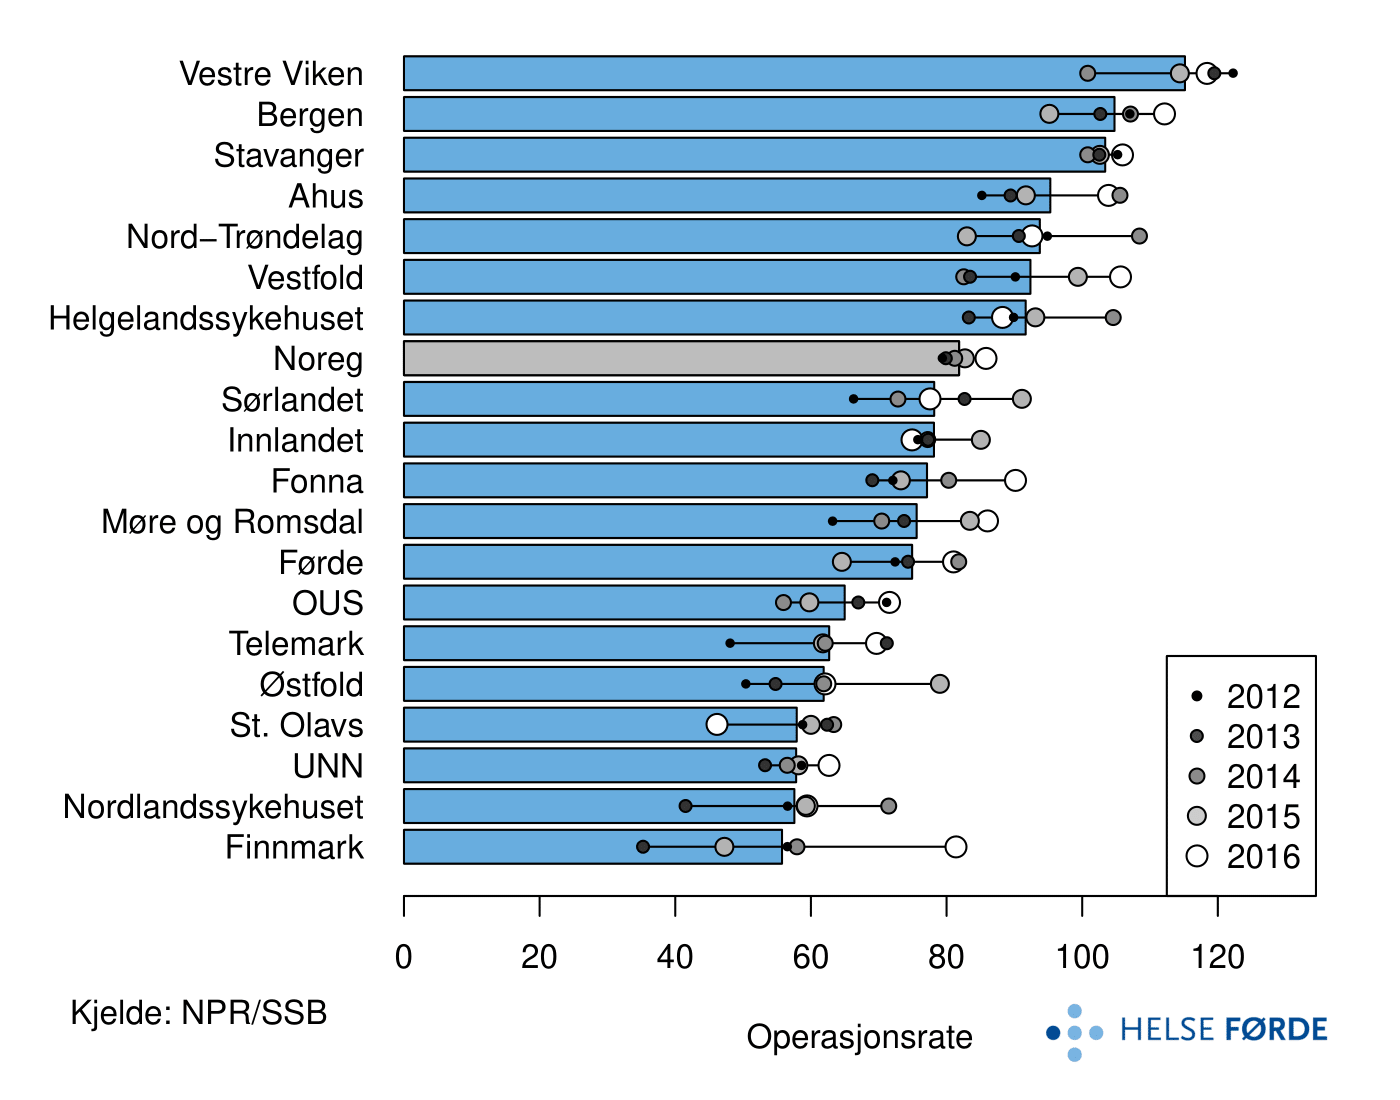 Vestre Viken
Bergen
Stavanger
Ahus
Nord−Trøndelag
Vestfold
Helgelandssykehuset
Noreg
Sørlandet
Innlandet
Fonna
Møre og Romsdal
Førde
OUS
Telemark
Østfold
St. Olavs
UNN
Nordlandssykehuset
Finnmark
2012
2013
2014
2015
2016
0 20 40 60 80 100 120
Kjelde: NPR/SSB
Operasjonsrate
HELSE FØRDE